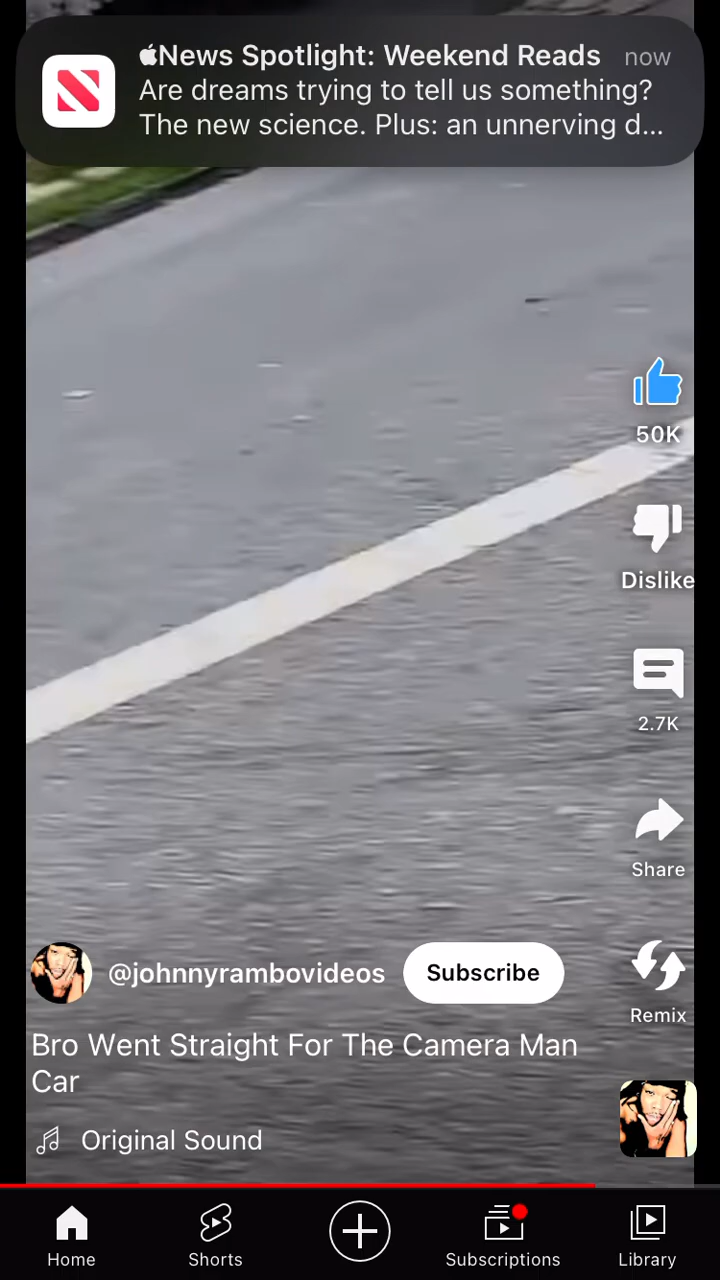 News Spotlight: Weekend Reads now
Are dreams trying to tell us something?
The new science. Plus: an unnerving d...
50K
Dislike
2.7K
Share
@johnnyrambovideos Subscribe
Remix
Bro Went Straight For The Camera Man
Car
Original Sound
Home Shorts Subscriptions Library